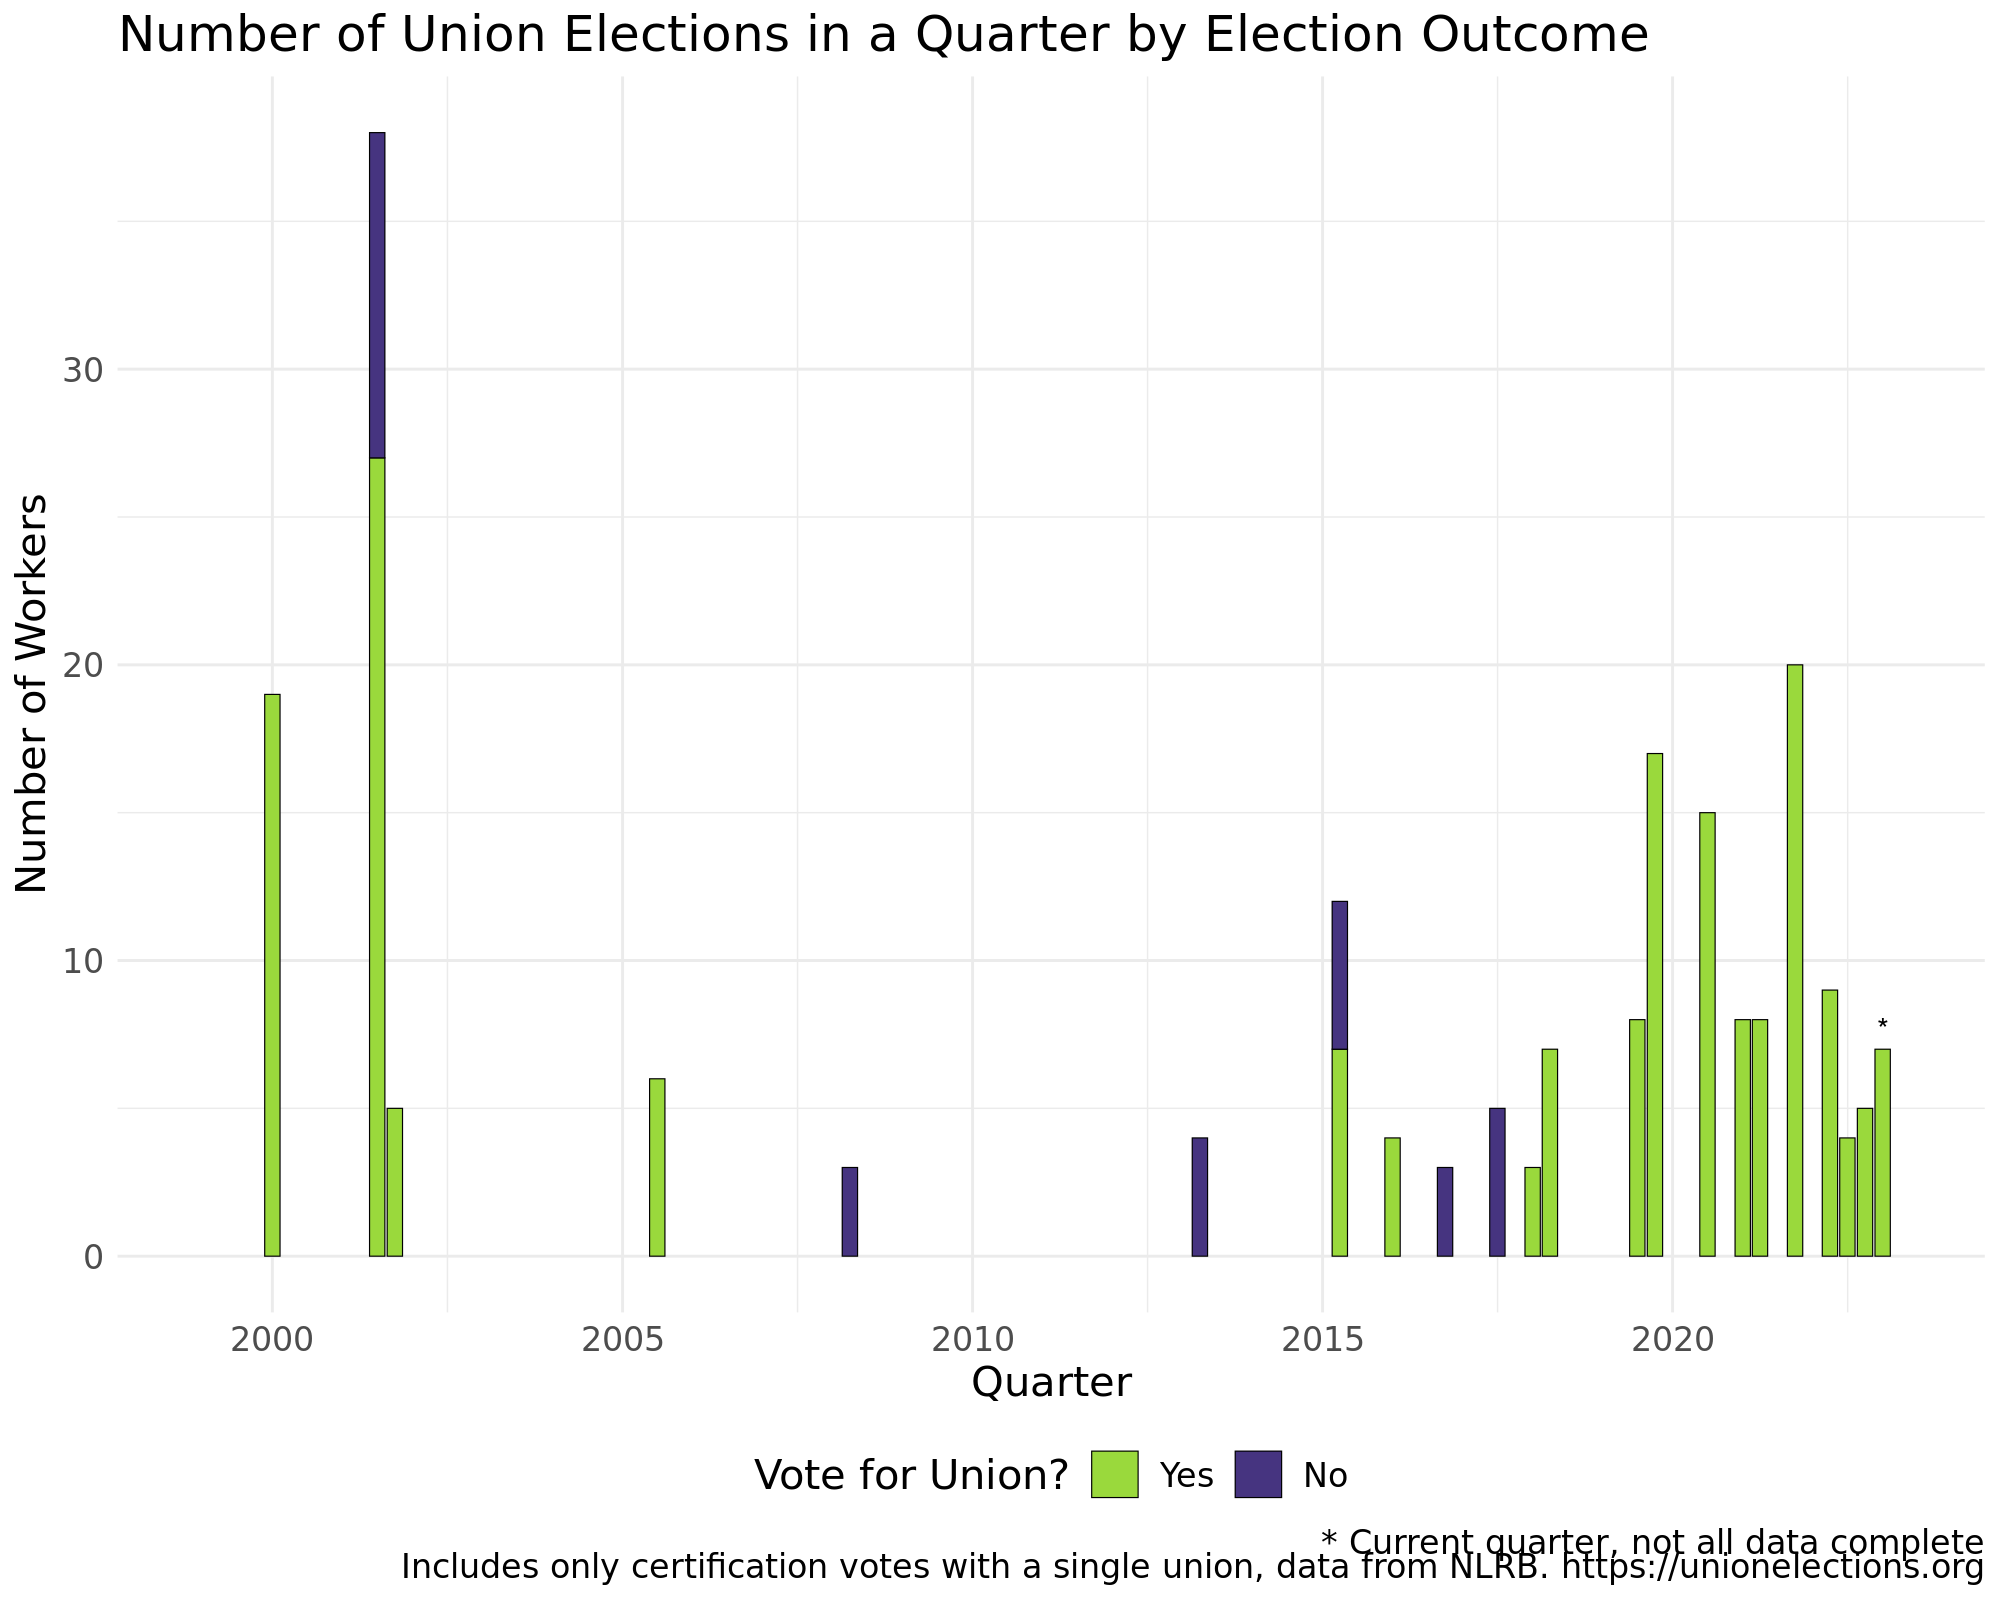 Number of Union Elections in a Quarter by Election Outcome
Number of Workers
30
20
10
0
*
2000 2005 2010 2015 2020
Quarter
Vote for Union? Yes No
* Current quarter, not all data complete
Includes only certification votes with a single union, data from NLRB. https://unionelections.org